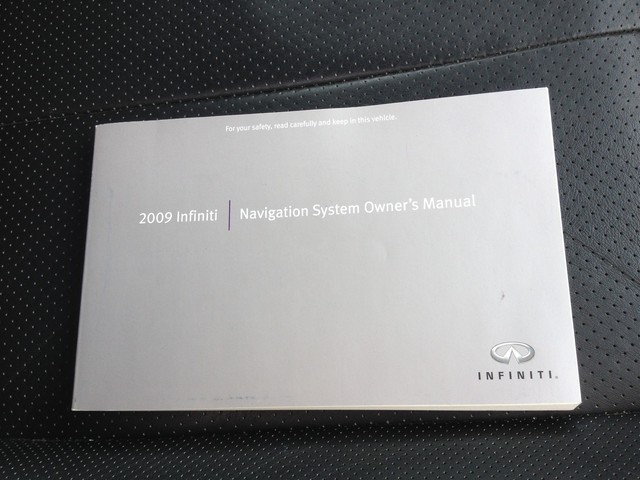 For your safety, read carefully and keep in this vehicle.
2009 Infiniti | Navigation System Owner's Manual
INFINITI®